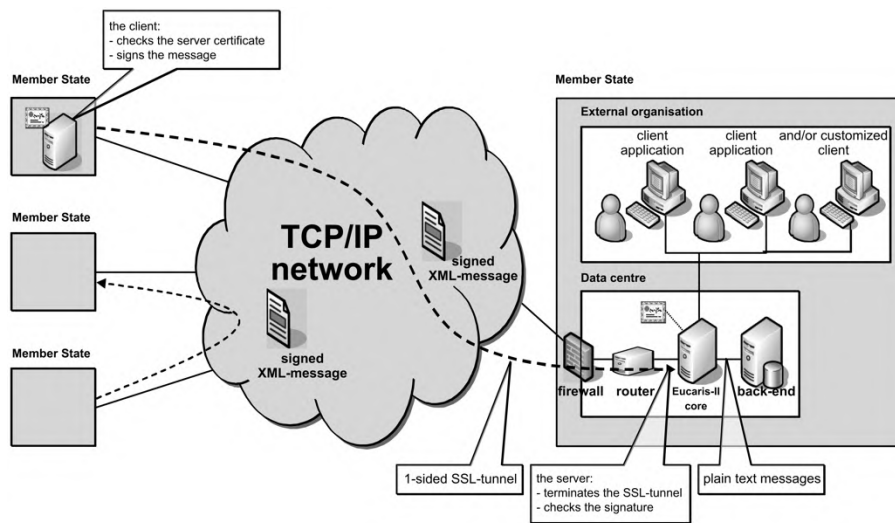 the client:
- checks the server certificate
- signs the message
Member State
Member State
Member State
TCP/IP
network
signed
XML-message
signed
XML-message
Member State
External organisation
client
application
client
application
and/or customized
client
Data centre
firewall
router
Eucaris-II
core
back-end
1-sided SSL-tunnel
the server:
- terminates the SSL-tunnel
- checks the signature
plain text messages